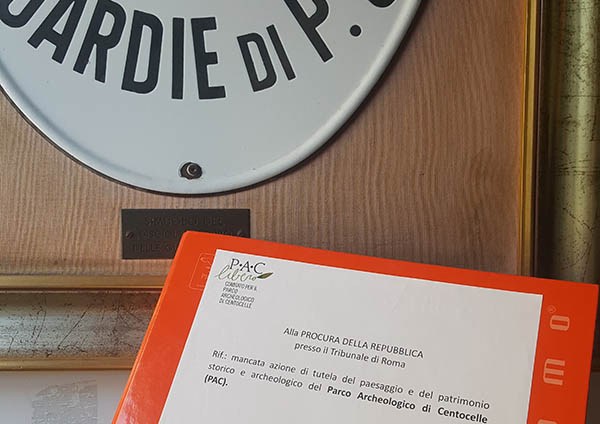 GUARDIE DI P.
P·A·C
libero
COMITATO PER IL
PARCO
ARCHEOLOGICO
DI CENTOCELLE
Alla PROCURA DELLA REPUBBLICA
presso il Tribunale di Roma
Rif.: mancata azione di tutela del paesaggio e del patrimonio
storico e archeologico del Parco Archeologico di Centocelle
(PAC).